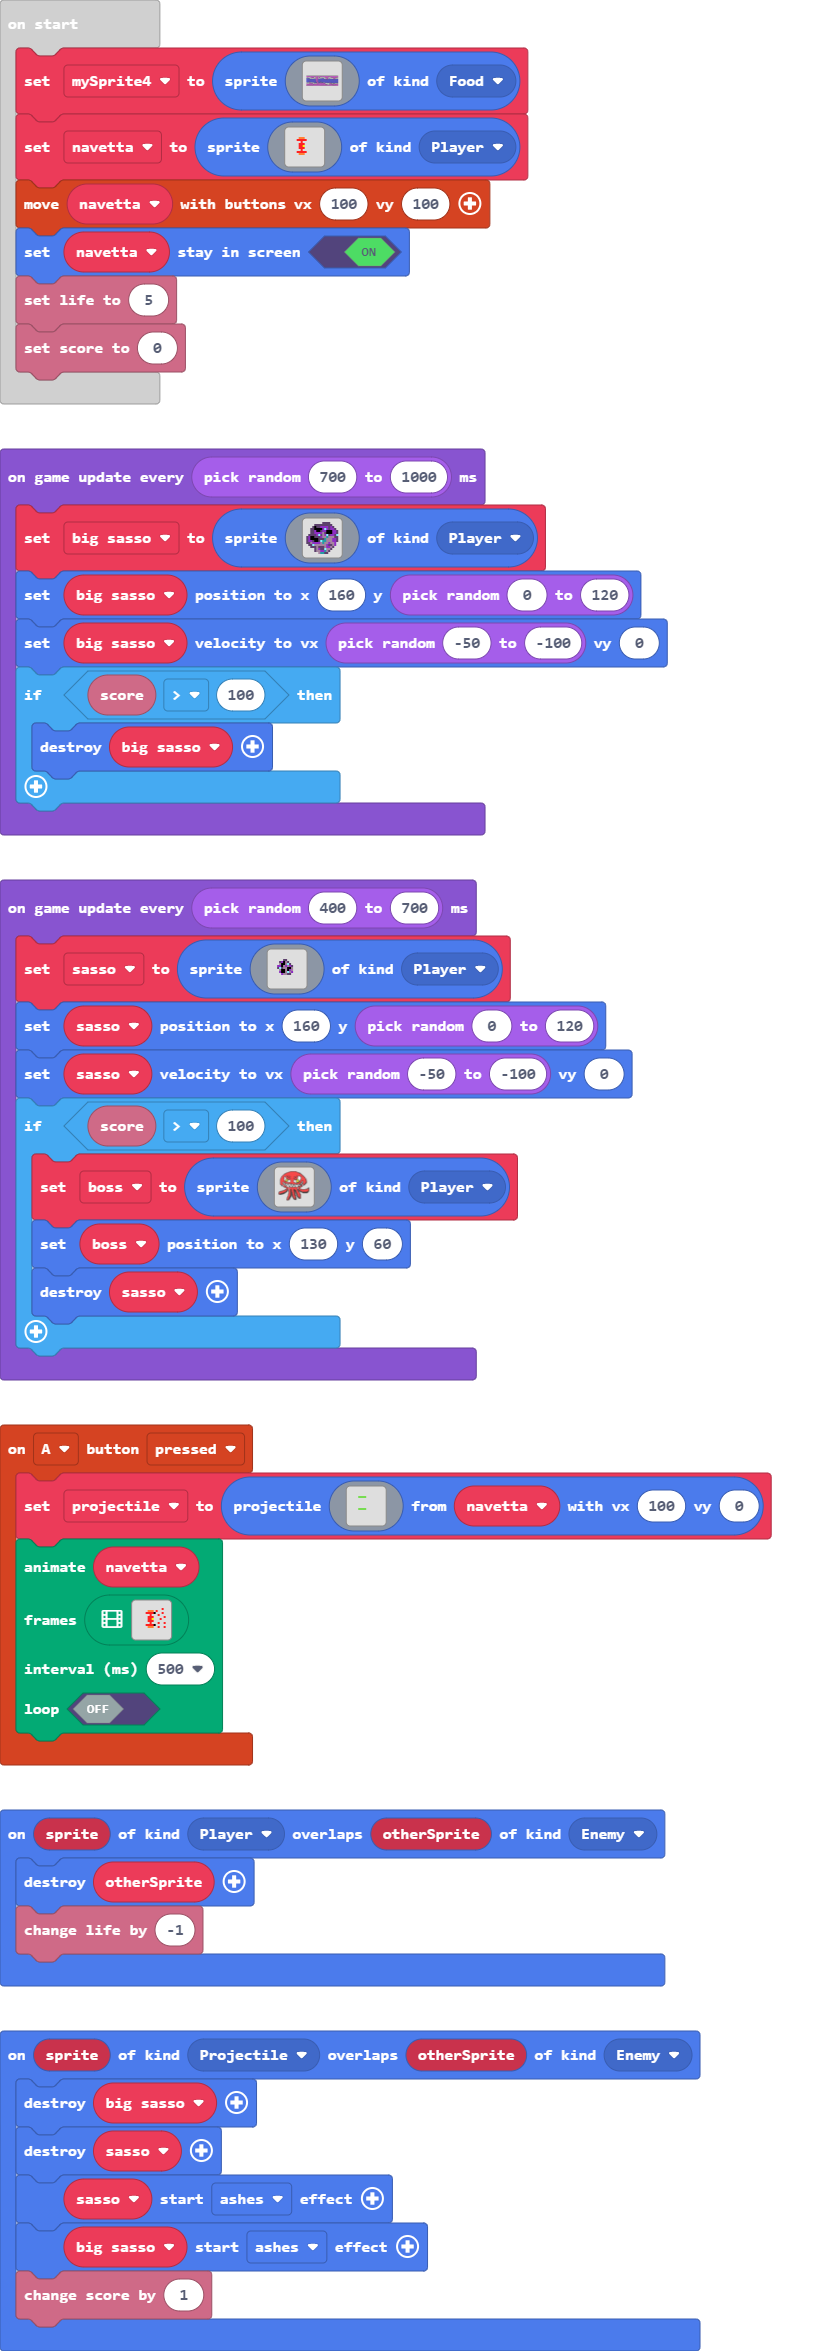 on start
set mySprite4 to sprite of kind Food
set navetta to sprite of kind Player
move navetta with buttons vx 100 vy 100
set navetta stay in screen ON
set life to 5
set score to 0
on game update every pick random 700 to 1000 ms
set big sasso to sprite of kind Player
set big sasso position to x 160 y pick random 0 to 120
set big sasso velocity to vx pick random -50 to -100 vy 0
if score > 100 then
destroy big sasso
on game update every pick random 400 to 700 ms
set sasso to sprite of kind Player
set sasso position to x 160 y pick random 0 to 120
set sasso velocity to vx pick random -50 to -100 vy 0
if score > 100 then
set boss to sprite of kind Player
set boss position to x 130 y 60
destroy sasso
on A button pressed
set projectile to projectile from navetta with vx 100 vy 0
animate navetta
frames
interval (ms) 500
loop OFF
on sprite of kind Player overlaps otherSprite of kind Enemy
destroy otherSprite
change life by -1
on sprite of kind Projectile overlaps otherSprite of kind Enemy
destroy big sasso
destroy sasso
sasso start ashes effect
big sasso start ashes effect
change score by 1